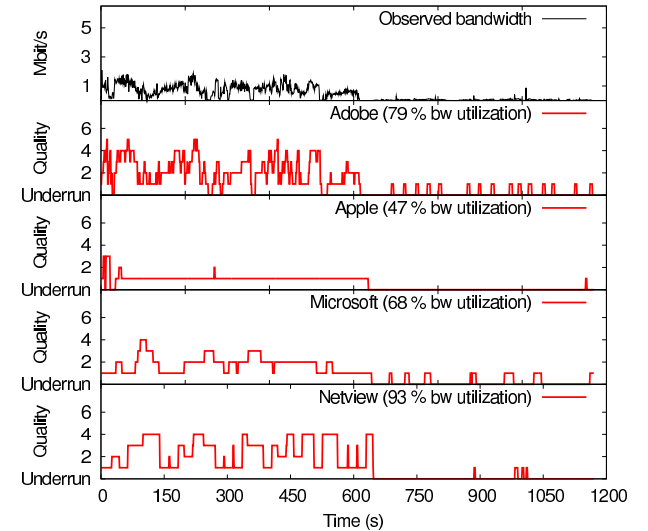 Observed bandwidth
Mbit/s
1
3
5
Adobe (79 % bw utilization)
Quality
6
4
2
Underrun
Apple (47 % bw utilization)
Quality
6
4
2
Underrun
Microsoft (68 % bw utilization)
Quality
6
4
2
Underrun
Netview (93 % bw utilization)
Quality
6
4
2
Underrun
0 150 300 450 600 750 900 1050 1200
Time (s)